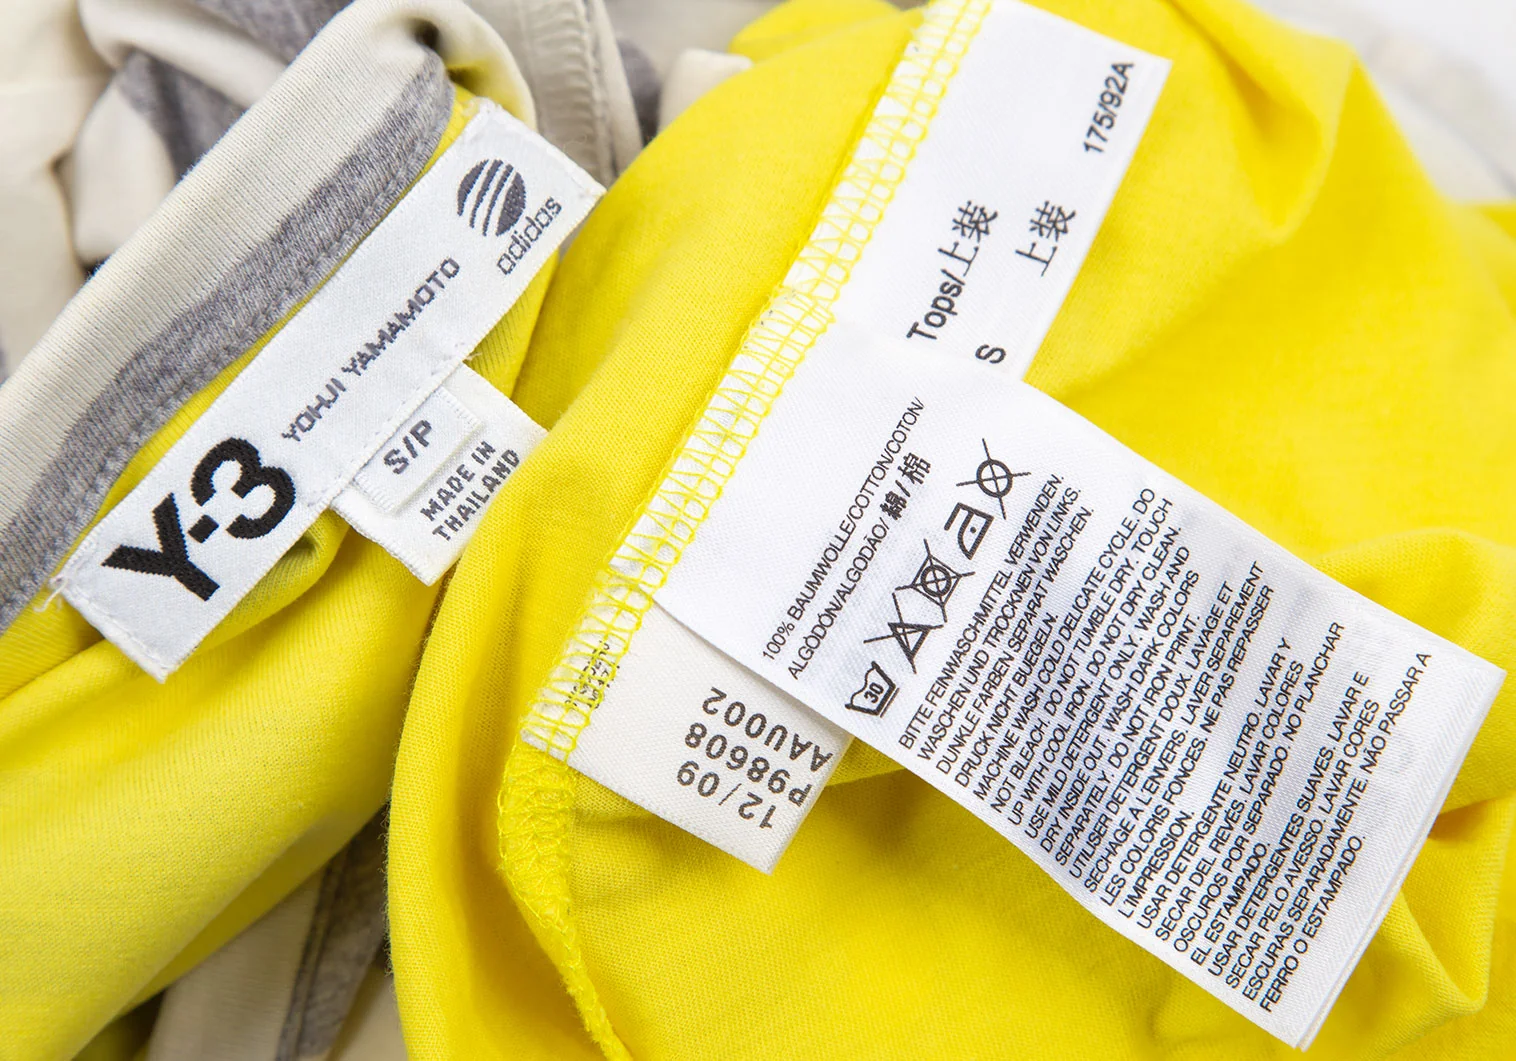 Y-3
YOHJI YAMAMOTO
adidas
S/P
MADE IN
THAILAND
Tops/上装
175/92A
S
上装
100% BAUMWOLLE/COTTON/COTON/
ALGODÓN/ALGODÃO/ 綿/棉
30
BITTE FEINWASCHMITTEL VERWENDEN.
WASCHEN UND TROCKNEN VON LINKS.
DUNKLE FARBEN SEPARAT WASCHEN.
DRUCK NICHT BUEGELN.
MACHINE WASH COLD DELICATE CYCLE. DO
NOT BLEACH. DO NOT TUMBLE DRY. TOUCH
UP WITH COOL IRON. DO NOT DRY CLEAN.
USE MILD DETERGENT ONLY. WASH AND
DRY INSIDE OUT. WASH DARK COLORS
SEPARATELY. DO NOT IRON PRINT.
UTILISER DETERGENT DOUX. LAVAGE ET
SECHAGE A L'ENVERS. LAVER SEPAREMENT
LES COLORIS FONCES. NE PAS REPASSER
L'IMPRESSION.
USAR DETERGENTE NEUTRO. LAVAR Y
SECAR DEL REVÉS. LAVAR COLORES
OSCUROS POR SEPARADO. NO PLANCHAR
EL ESTAMPADO.
USAR DETERGENTES SUAVES. LAVAR E
SECAR PELO AVESSO. LAVAR CORES
ESCURAS SEPARADAMENTE. NÃO PASSAR A
FERRO O ESTAMPADO.
12/09
P98608
AAU002